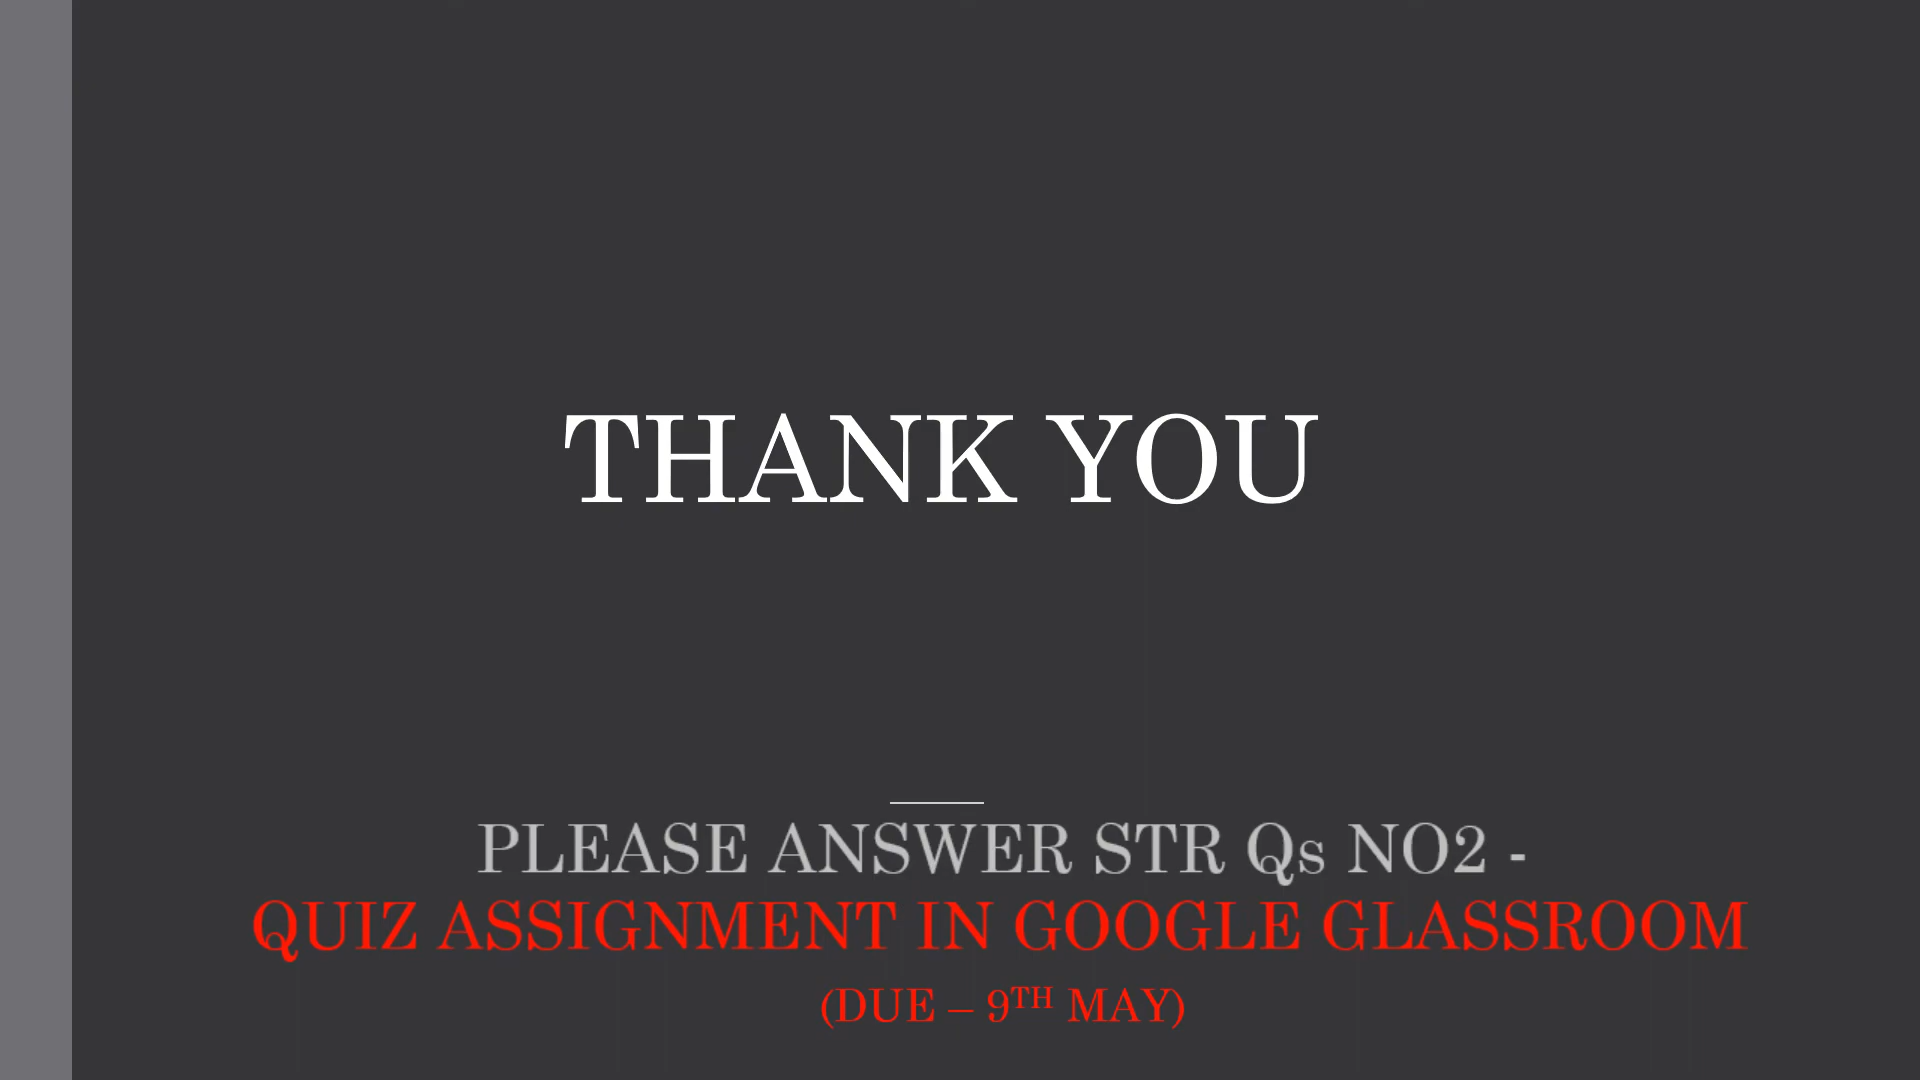 THANK YOU
PLEASE ANSWER STR Qs NO2 -
QUIZ ASSIGNMENT IN GOOGLE GLASSROOM
(DUE – 9TH MAY)